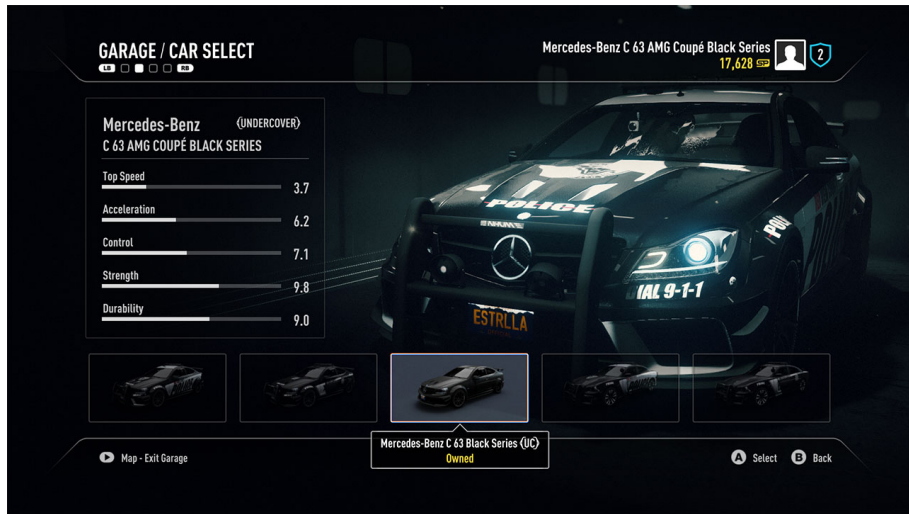 GARAGE / CAR SELECT
LB RB
Mercedes-Benz C 63 AMG Coupé Black Series
17,628 SP
2
Mercedes-Benz (UNDERCOVER)
C 63 AMG COUPÉ BLACK SERIES
Top Speed
3.7
Acceleration
6.2
Control
7.1
Strength
9.8
Durability
9.0
POLICE
POLI
IAL 9-1-1
ESTRLLA
Mercedes-Benz C 63 Black Series (UC)
Owned
Map - Exit Garage
A Select B Back